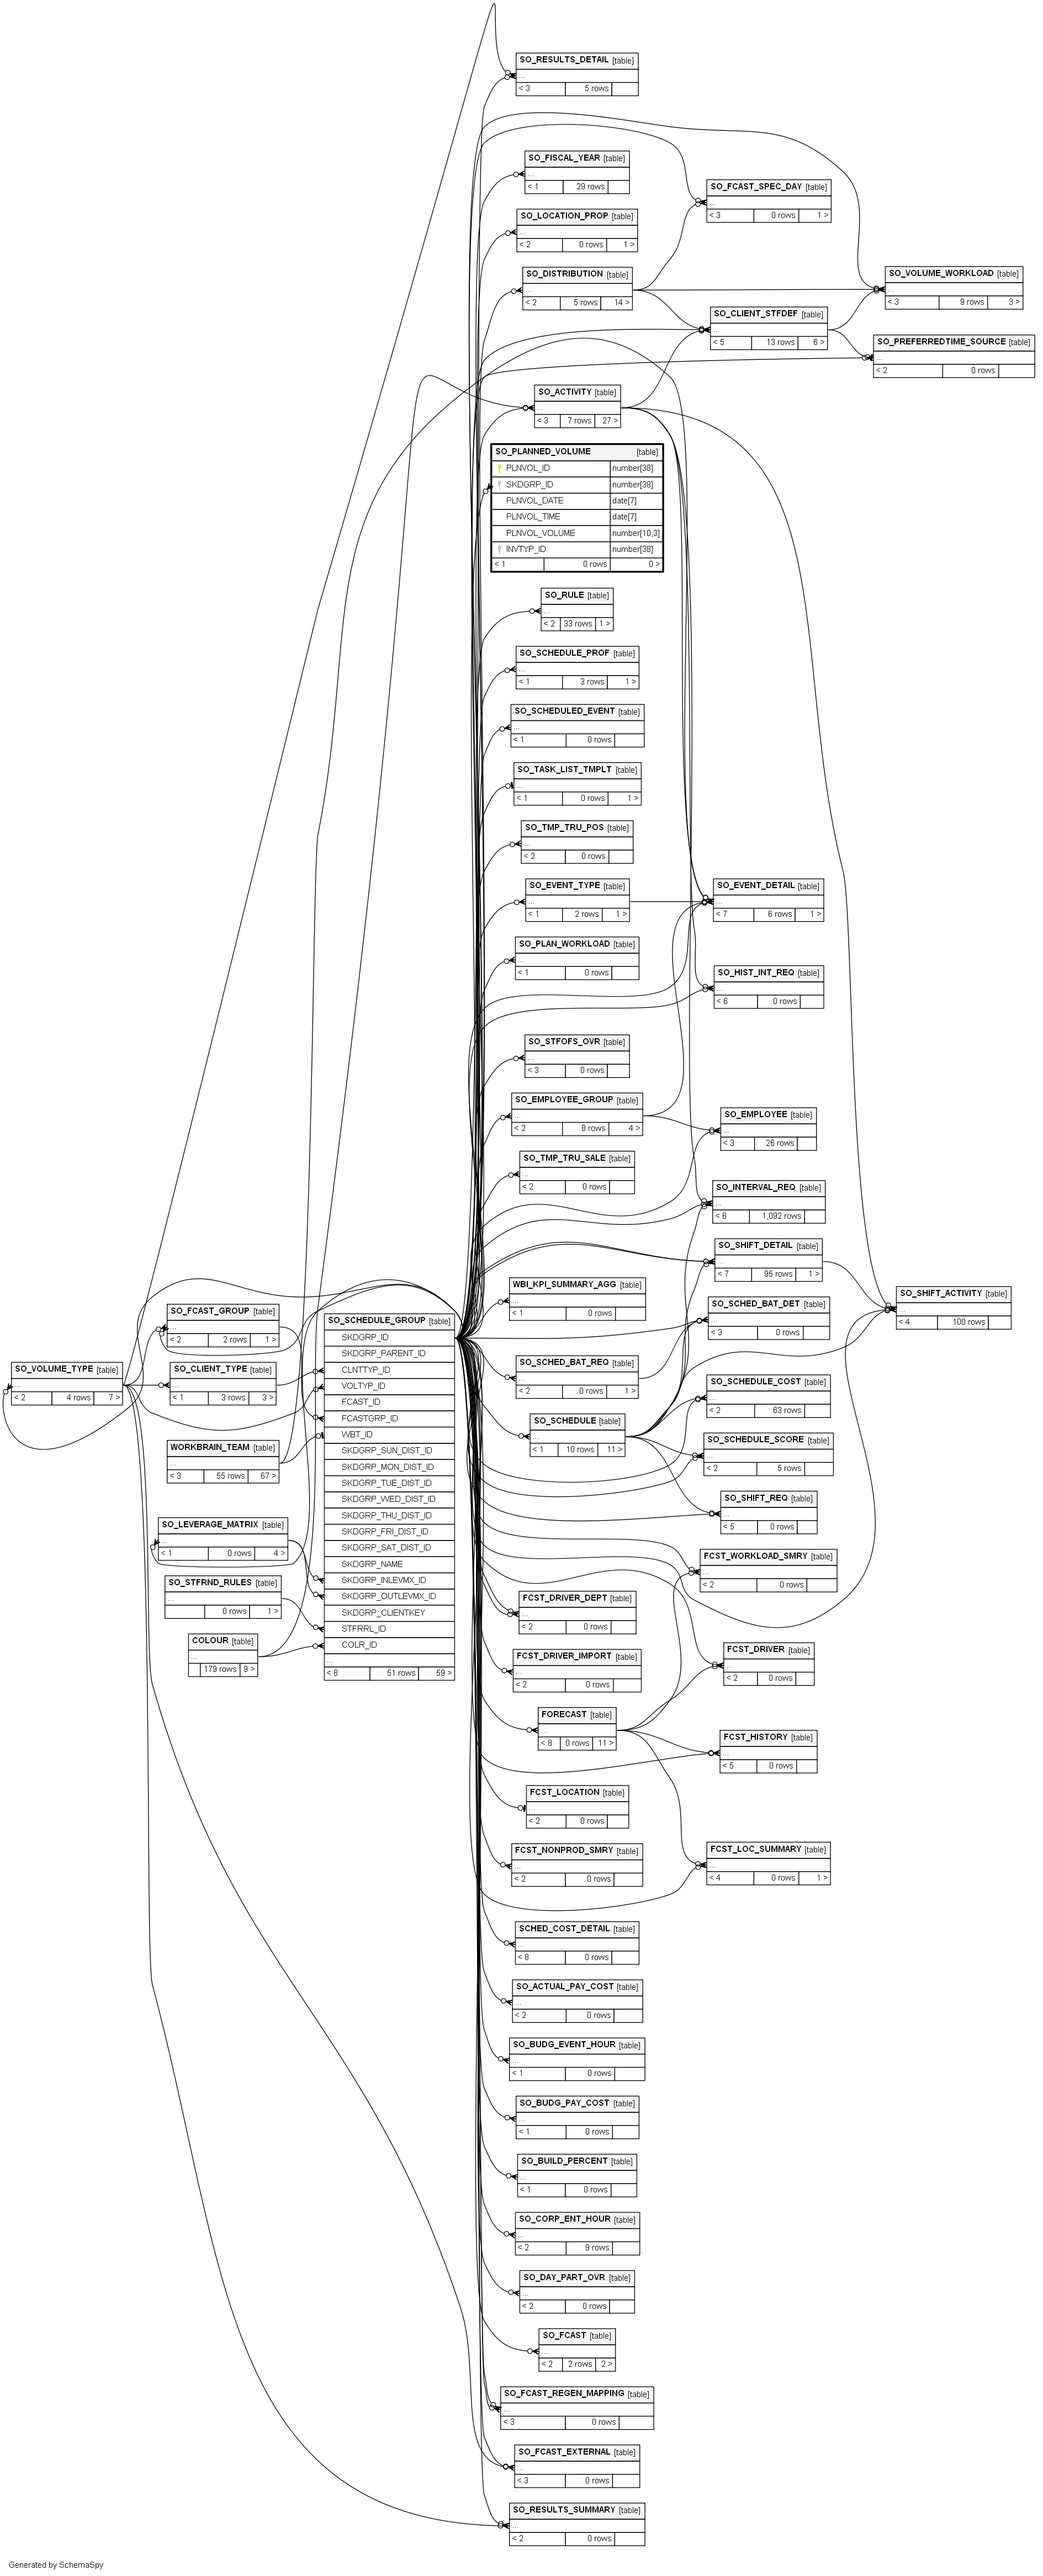 SO_RESULTS_DETAIL [table]
...
< 3 5 rows
SO_FISCAL_YEAR [table]
...
< 1 29 rows
SO_FCAST_SPEC_DAY [table]
...
< 3 0 rows 1 >
SO_LOCATION_PROP [table]
...
< 2 0 rows 1 >
SO_DISTRIBUTION [table]
...
< 2 5 rows 14 >
SO_VOLUME_WORKLOAD [table]
...
< 3 9 rows 3 >
SO_CLIENT_STFDEF [table]
...
< 5 13 rows 6 >
SO_PREFERREDTIME_SOURCE [table]
...
< 2 0 rows
SO_ACTIVITY [table]
...
< 3 7 rows 27 >
SO_PLANNED_VOLUME [table]
PLNVOL_ID number[38]
SKDGRP_ID number[38]
PLNVOL_DATE date[7]
PLNVOL_TIME date[7]
PLNVOL_VOLUME number[10,3]
INVTYP_ID number[38]
< 1 0 rows 0 >
SO_RULE [table]
...
< 2 33 rows 1 >
SO_SCHEDULE_PROF [table]
...
< 1 3 rows 1 >
SO_SCHEDULED_EVENT [table]
...
< 1 0 rows
SO_TASK_LIST_TMPLT [table]
...
< 1 0 rows 1 >
SO_TMP_TRU_POS [table]
...
< 2 0 rows
SO_EVENT_TYPE [table]
...
< 1 2 rows 1 >
SO_EVENT_DETAIL [table]
...
< 7 6 rows 1 >
SO_PLAN_WORKLOAD [table]
...
< 1 0 rows
SO_HIST_INT_REQ [table]
...
< 6 0 rows
SO_STFOFS_OVR [table]
...
< 3 0 rows
SO_EMPLOYEE_GROUP [table]
...
< 2 8 rows 4 >
SO_EMPLOYEE [table]
...
< 3 26 rows
SO_TMP_TRU_SALE [table]
...
< 2 0 rows
SO_INTERVAL_REQ [table]
...
< 6 1,092 rows
SO_SHIFT_DETAIL [table]
...
< 7 95 rows 1 >
WBI_KPI_SUMMARY_AGG [table]
...
< 1 0 rows
SO_SHIFT_ACTIVITY [table]
...
< 4 100 rows
SO_SCHED_BAT_DET [table]
...
< 3 0 rows
SO_FCAST_GROUP [table]
...
< 2 2 rows 1 >
SO_VOLUME_TYPE [table]
...
< 2 4 rows 7 >
SO_CLIENT_TYPE [table]
...
< 1 3 rows 3 >
WORKBRAIN_TEAM [table]
...
< 3 55 rows 67 >
SO_LEVERAGE_MATRIX [table]
...
< 1 0 rows 4 >
SO_STFRND_RULES [table]
...
0 rows 1 >
COLOUR [table]
...
179 rows 9 >
SO_SCHEDULE_GROUP [table]
SKDGRP_ID
SKDGRP_PARENT_ID
CLNTTYP_ID
VOLTYP_ID
FCAST_ID
FCASTGRP_ID
WBT_ID
SKDGRP_SUN_DIST_ID
SKDGRP_MON_DIST_ID
SKDGRP_TUE_DIST_ID
SKDGRP_WED_DIST_ID
SKDGRP_THU_DIST_ID
SKDGRP_FRI_DIST_ID
SKDGRP_SAT_DIST_ID
SKDGRP_NAME
SKDGRP_INLEVMX_ID
SKDGRP_OUTLEVMX_ID
SKDGRP_CLIENTKEY
STFRRL_ID
COLR_ID
...
< 8 51 rows 59 >
SO_SCHED_BAT_REQ [table]
...
< 2 0 rows 1 >
SO_SCHEDULE_COST [table]
...
< 2 63 rows
SO_SCHEDULE [table]
...
< 1 10 rows 11 >
SO_SCHEDULE_SCORE [table]
...
< 2 5 rows
SO_SHIFT_REQ [table]
...
< 5 0 rows
FCST_WORKLOAD_SMRY [table]
...
< 2 0 rows
FCST_DRIVER_DEPT [table]
...
< 2 0 rows
FCST_DRIVER [table]
...
< 2 0 rows
FCST_DRIVER_IMPORT [table]
...
< 2 0 rows
FORECAST [table]
...
< 8 0 rows 11 >
FCST_HISTORY [table]
...
< 5 0 rows
FCST_LOCATION [table]
...
< 2 0 rows
FCST_NONPROD_SMRY [table]
...
< 2 0 rows
FCST_LOC_SUMMARY [table]
...
< 4 0 rows 1 >
SCHED_COST_DETAIL [table]
...
< 8 0 rows
SO_ACTUAL_PAY_COST [table]
...
< 2 0 rows
SO_BUDG_EVENT_HOUR [table]
...
< 1 0 rows
SO_BUDG_PAY_COST [table]
...
< 1 0 rows
SO_BUILD_PERCENT [table]
...
< 1 0 rows
SO_CORP_ENT_HOUR [table]
...
< 2 9 rows
SO_DAY_PART_OVR [table]
...
< 2 0 rows
SO_FCAST [table]
...
< 2 2 rows 2 >
SO_FCAST_REGEN_MAPPING [table]
...
< 3 0 rows
SO_FCAST_EXTERNAL [table]
...
< 3 0 rows
SO_RESULTS_SUMMARY [table]
...
< 2 0 rows
Generated by SchemaSpy